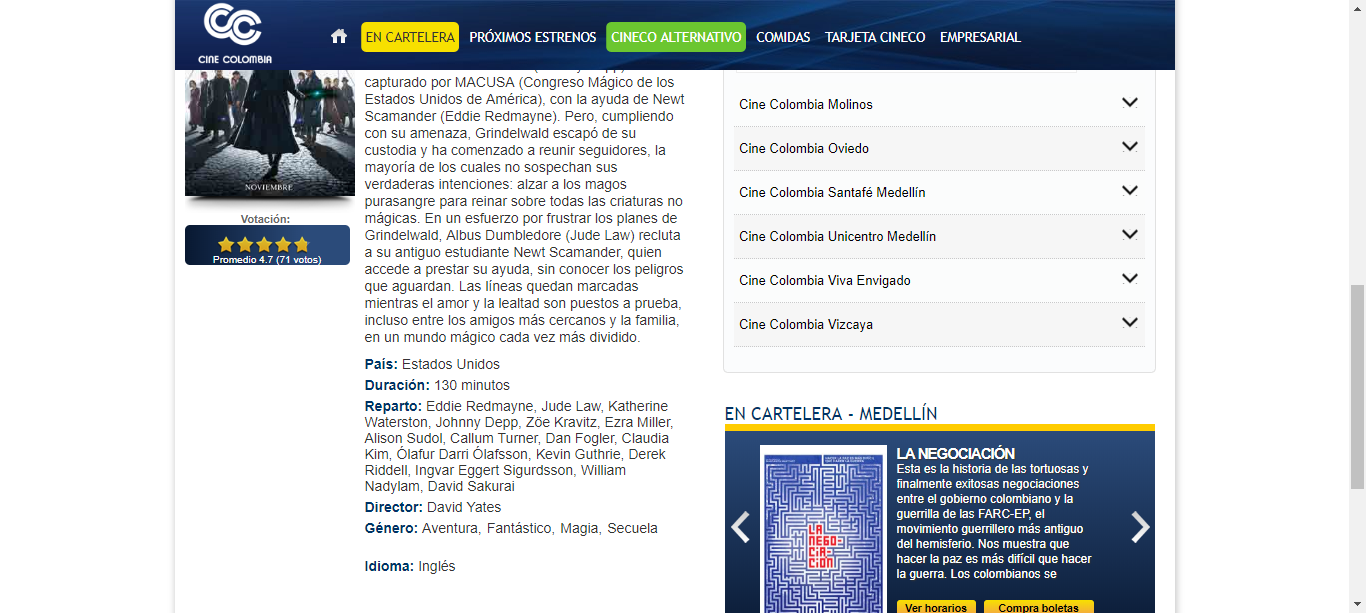 CINE COLOMBIA
EN CARTELERA
PRÓXIMOS ESTRENOS
CINECO ALTERNATIVO
COMIDAS
TARJETA CINECO
EMPRESARIAL
NOVIEMBRE
Votación:
Promedio 4.7 (71 votos)
capturado por MACUSA (Congreso Mágico de los
Estados Unidos de América), con la ayuda de Newt
Scamander (Eddie Redmayne). Pero, cumpliendo
con su amenaza, Grindelwald escapó de su
custodia y ha comenzado a reunir seguidores, la
mayoría de los cuales no sospechan sus
verdaderas intenciones: alzar a los magos
purasangre para reinar sobre todas las criaturas no
mágicas. En un esfuerzo por frustrar los planes de
Grindelwald, Albus Dumbledore (Jude Law) recluta
a su antiguo estudiante Newt Scamander, quien
accede a prestar su ayuda, sin conocer los peligros
que aguardan. Las líneas quedan marcadas
mientras el amor y la lealtad son puestos a prueba,
incluso entre los amigos más cercanos y la familia,
en un mundo mágico cada vez más dividido.
País: Estados Unidos
Duración: 130 minutos
Reparto: Eddie Redmayne, Jude Law, Katherine
Waterston, Johnny Depp, Zöe Kravitz, Ezra Miller,
Alison Sudol, Callum Turner, Dan Fogler, Claudia
Kim, Ólafur Darri Ólafsson, Kevin Guthrie, Derek
Riddell, Ingvar Eggert Sigurdsson, William
Nadylam, David Sakurai
Director: David Yates
Género: Aventura, Fantástico, Magia, Secuela
Idioma: Inglés
Cine Colombia Molinos
Cine Colombia Oviedo
Cine Colombia Santafé Medellín
Cine Colombia Unicentro Medellín
Cine Colombia Viva Envigado
Cine Colombia Vizcaya
EN CARTELERA - MEDELLÍN
LA
NEGO
CIA
CIÓN
LA NEGOCIACIÓN
Esta es la historia de las tortuosas y
finalmente exitosas negociaciones
entre el gobierno colombiano y la
guerrilla de las FARC-EP, el
movimiento guerrillero más antiguo
del hemisferio. Nos muestra que
hacer la paz es más difícil que hacer
la guerra. Los colombianos se
Ver horarios
Compra boletas